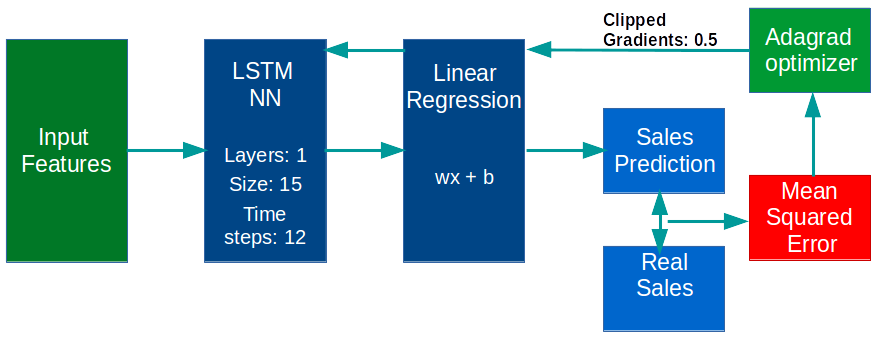 Input
Features
LSTM
NN
Layers: 1
Size: 15
Time
steps: 12
Linear
Regression
wx + b
Clipped
Gradients: 0.5
Adagrad
optimizer
Sales
Prediction
Mean
Squared
Error
Real
Sales